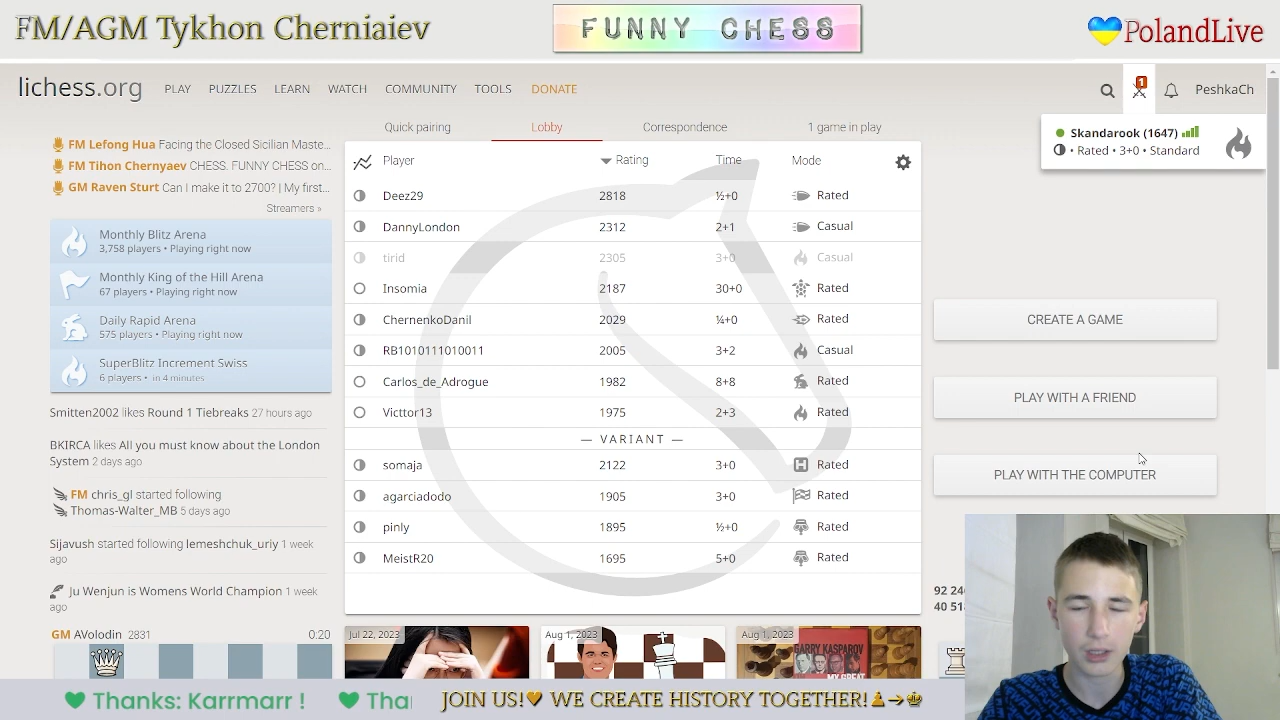 FM/AGM Tykhon Cherniaiev
FUNNY CHESS
PolandLive
lichess.org
PLAY
PUZZLES
LEARN
WATCH
COMMUNITY
TOOLS
DONATE
1
PeshkaCh
Skandarook (1647)
• Rated • 3+0 • Standard
FM Lefong Hua Facing the Closed Sicilian Maste...
FM Tihon Chernyaev CHESS. FUNNY CHESS on...
GM Raven Sturt Can I make it to 2700? | My first...
Streamers »
Monthly Blitz Arena
3,758 players • Playing right now
Monthly King of the Hill Arena
67 players • Playing right now
Daily Rapid Arena
575 players • Playing right now
SuperBlitz Increment Swiss
6 players • in 4 minutes
Smitten2002 likes Round 1 Tiebreaks 27 hours ago
BKIRCA likes All you must know about the London
System 2 days ago
FM chris_gl started following
Thomas-Walter_MB 5 days ago
Sijavush started following lemeshchuk_uriy 1 week
ago
Ju Wenjun is Womens World Champion 1 week
ago
GM AVolodin 2831 0:20
Quick pairing
Lobby
Correspondence
1 game in play
Player Rating Time Mode
Deez29 2818 ½+0 Rated
DannyLondon 2312 2+1 Casual
tirid 2305 3+0 Casual
Insomia 2187 30+0 Rated
ChernenkoDanil 2029 ¼+0 Rated
RB1010111010011 2005 3+2 Casual
Carlos_de_Adrogue 1982 8+8 Rated
Victtor13 1975 2+3 Rated
— VARIANT —
somaja 2122 3+0 Rated
agarciadodo 1905 3+0 Rated
pinly 1895 ½+0 Rated
MeistR20 1695 5+0 Rated
CREATE A GAME
PLAY WITH A FRIEND
PLAY WITH THE COMPUTER
92 24
40 51
Jul 22, 2023
Aug 1, 2023
Aug 1, 2023
GARRY KASPAROV
MY GREAT
Thanks: Karrmarr !
Tha
JOIN US! WE CREATE HISTORY TOGETHER!